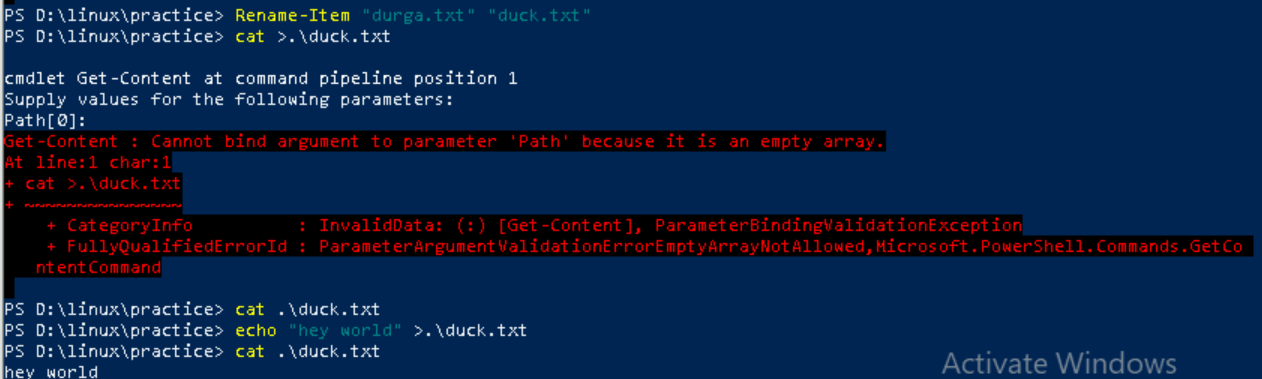 PS D:\linux\practice> Rename-Item "durga.txt" "duck.txt"
PS D:\linux\practice> cat >.\duck.txt
cmdlet Get-Content at command pipeline position 1
Supply values for the following parameters:
Path[0]:
Get-Content : Cannot bind argument to parameter 'Path' because it is an empty array.
At line:1 char:1
+ cat >.\duck.txt
+ ~~~~~~~~~~~~~~~
+ CategoryInfo : InvalidData: (:) [Get-Content], ParameterBindingValidationException
+ FullyQualifiedErrorId : ParameterArgumentValidationErrorEmptyArrayNotAllowed,Microsoft.PowerShell.Commands.GetCo
ntentCommand
PS D:\linux\practice> cat .\duck.txt
PS D:\linux\practice> echo "hey world" >.\duck.txt
PS D:\linux\practice> cat .\duck.txt
hey world
Activate Windows